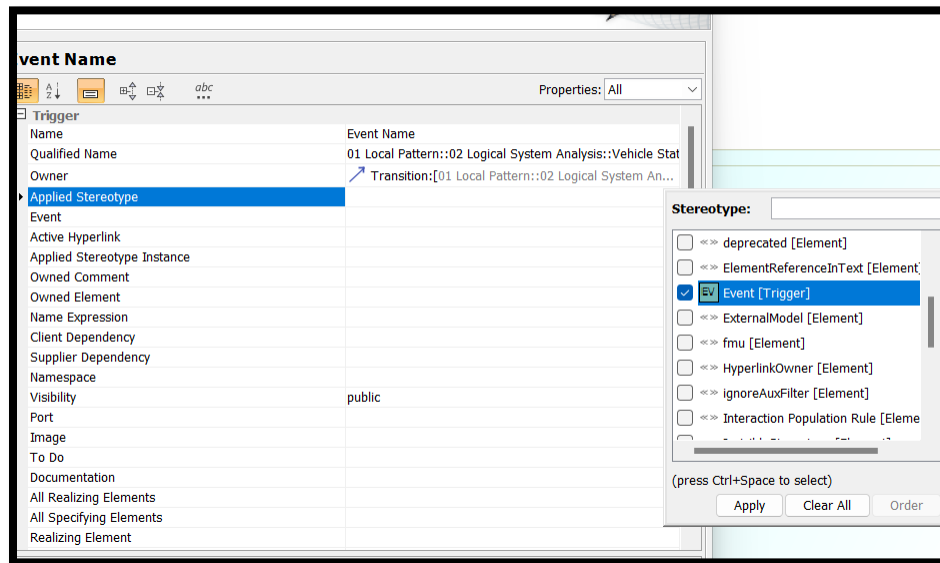 vent Name
Properties: All
Trigger
Name Event Name
Qualified Name 01 Local Pattern::02 Logical System Analysis::Vehicle Stat
Owner Transition:[01 Local Pattern::02 Logical System An...
Applied Stereotype
Event
Active Hyperlink
Applied Stereotype Instance
Owned Comment
Owned Element
Name Expression
Client Dependency
Supplier Dependency
Namespace
Visibility public
Port
Image
To Do
Documentation
All Realizing Elements
All Specifying Elements
Realizing Element
Stereotype:
«» deprecated [Element]
«» ElementReferenceInText [Element]
EV Event [Trigger]
«» ExternalModel [Element]
«» fmu [Element]
«» HyperlinkOwner [Element]
«» ignoreAuxFilter [Element]
«» Interaction Population Rule [Eleme
(press Ctrl+Space to select)
Apply Clear All Order